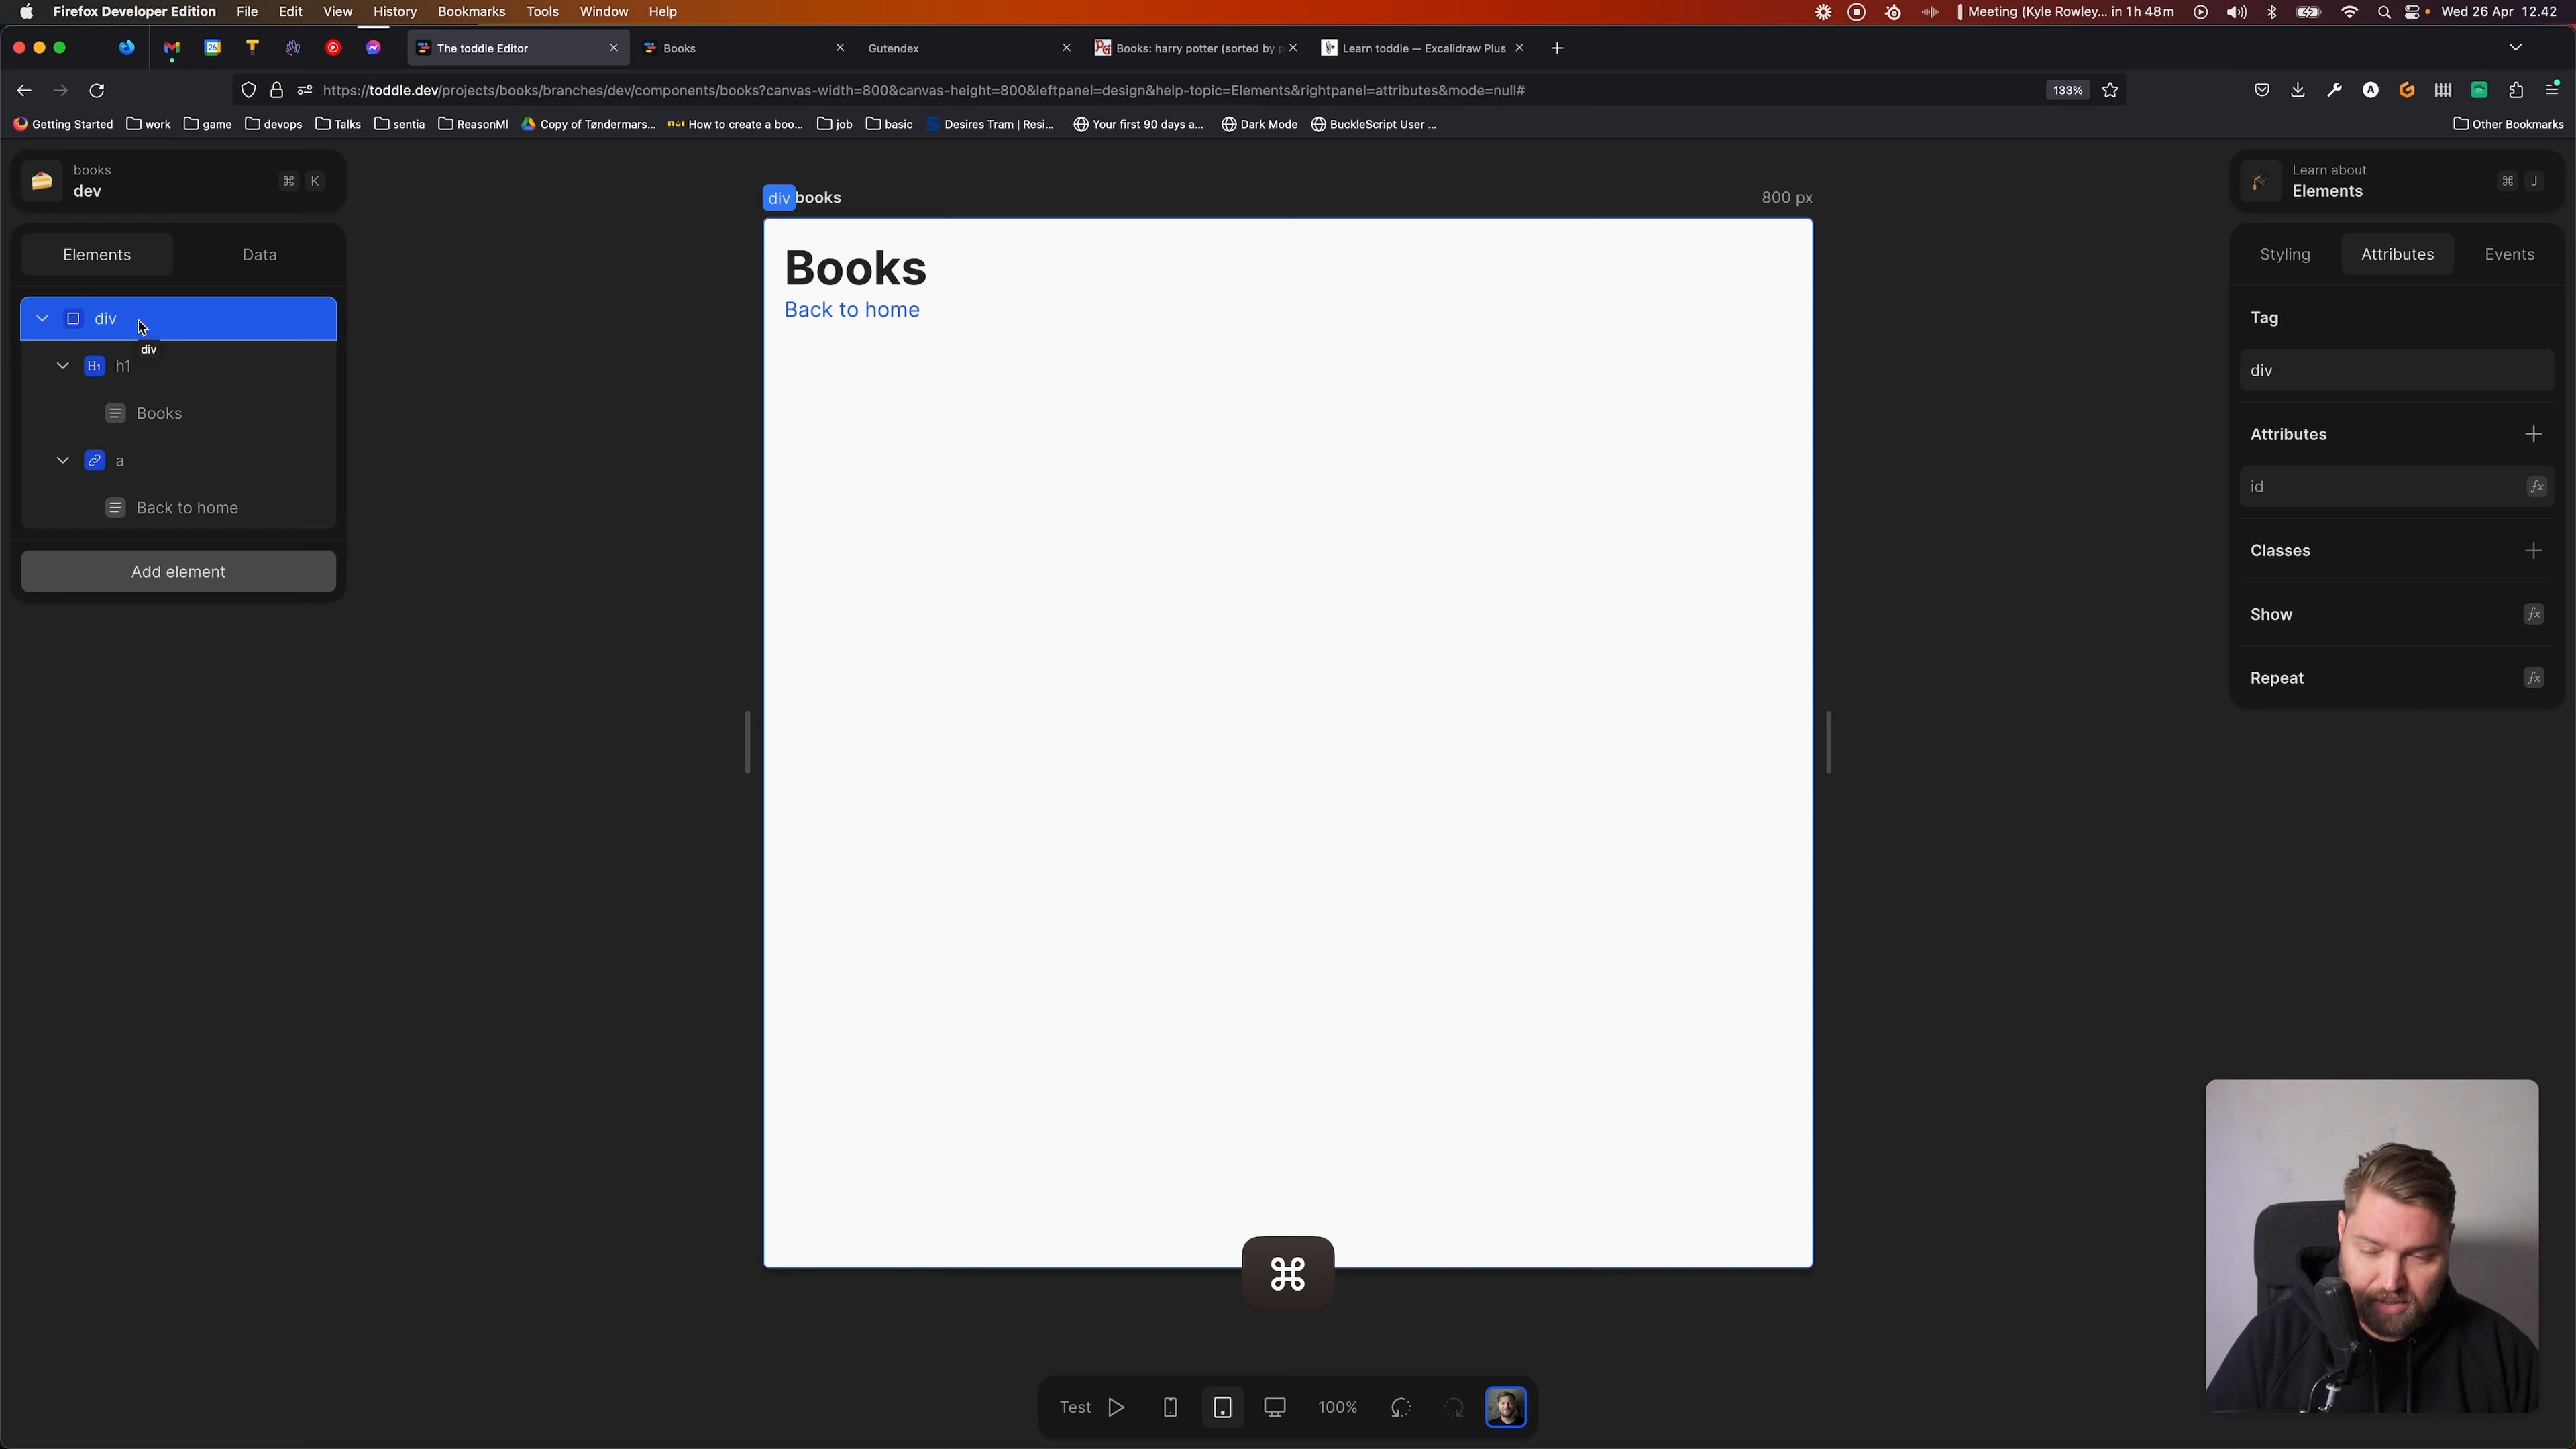 Firefox Developer Edition File Edit View History Bookmarks Tools Window Help Meeting (Kyle Rowley... in 1h 48m Wed 26 Apr 12.42
The toddle Editor Books Gutendex Books: harry potter (sorted by p Learn toddle — Excalidraw Plus
https://toddle.dev/projects/books/branches/dev/components/books?canvas-width=800&canvas-height=800&leftpanel=design&help-topic=Elements&rightpanel=attributes&mode=null# 133%
Getting Started work game devops Talks sentia ReasonMl Copy of Tøndermars... How to create a boo... job basic Desires Tram | Resi... Your first 90 days a... Dark Mode BuckleScript User ... Other Bookmarks
books
dev
⌘ K
Elements Data
div
div
H1 h1
Books
a
Back to home
Add element
div books 800 px
Books
Back to home
⌘
Test 100%
Learn about
Elements
⌘ J
Styling Attributes Events
Tag
div
Attributes
id fx
Classes
Show fx
Repeat fx